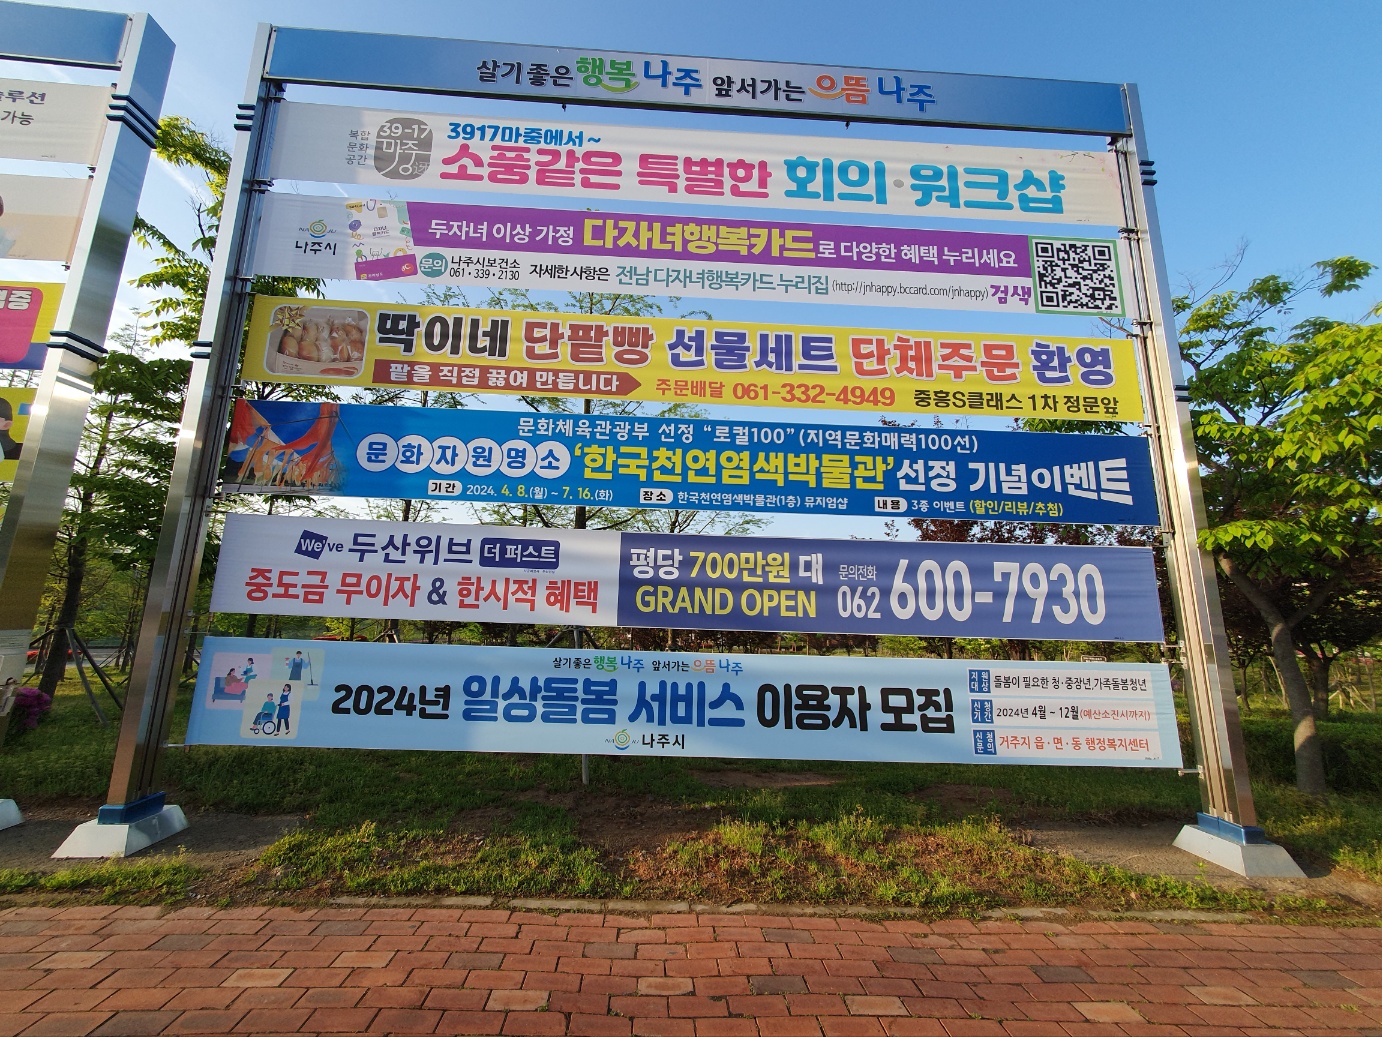 루션
가능
살기 좋은 행복 나주 앞서가는 으뜸 나주
복합
문화
공간
39-17
마중
3917마중에서~
소풍같은 특별한 회의·워크샵
NAJU
나주시
두자녀 이상 가정 다자녀행복카드로 다양한 혜택 누리세요
문의 나주시보건소
061·339·2130
자세한 사항은 전남다자녀행복카드 누리집 (http://jnhappy.bccard.com/jnhappy) 검색
딱이네 단팥빵 선물세트 단체주문 환영
팥을 직접 끓여 만듭니다
주문배달 061-332-4949 중흥S클래스 1차 정문앞
문화체육관광부 선정 “로컬100” (지역문화매력100선)
문화자원명소 ‘한국천연염색박물관’ 선정 기념이벤트
기간 2024. 4. 8.(월) ~ 7. 16.(화) 장소 한국천연염색박물관(1층) 뮤지엄샵 내용 3종 이벤트 (할인/리뷰/추첨)
We've 두산위브 더 퍼스트
중도금 무이자 & 한시적 혜택
평당 700만원 대
GRAND OPEN
문의전화
062 600-7930
살기 좋은 행복 나주 앞서가는 으뜸 나주
2024년 일상돌봄 서비스 이용자 모집
NAJU 나주시
지원대상 돌봄이 필요한 청·중장년,가족돌봄청년
신청기간 2024년 4월 ~ 12월(예산소진시까지)
신청문의 거주지 읍·면·동 행정복지센터